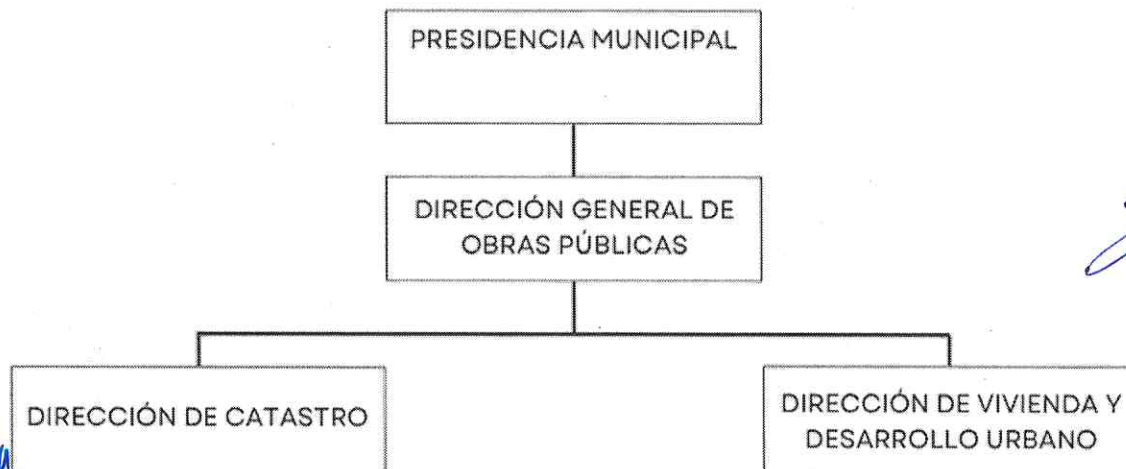 PRESIDENCIA MUNICIPAL
DIRECCIÓN GENERAL DE
OBRAS PÚBLICAS
DIRECCIÓN DE CATASTRO
DIRECCIÓN DE VIVIENDA Y
DESARROLLO URBANO